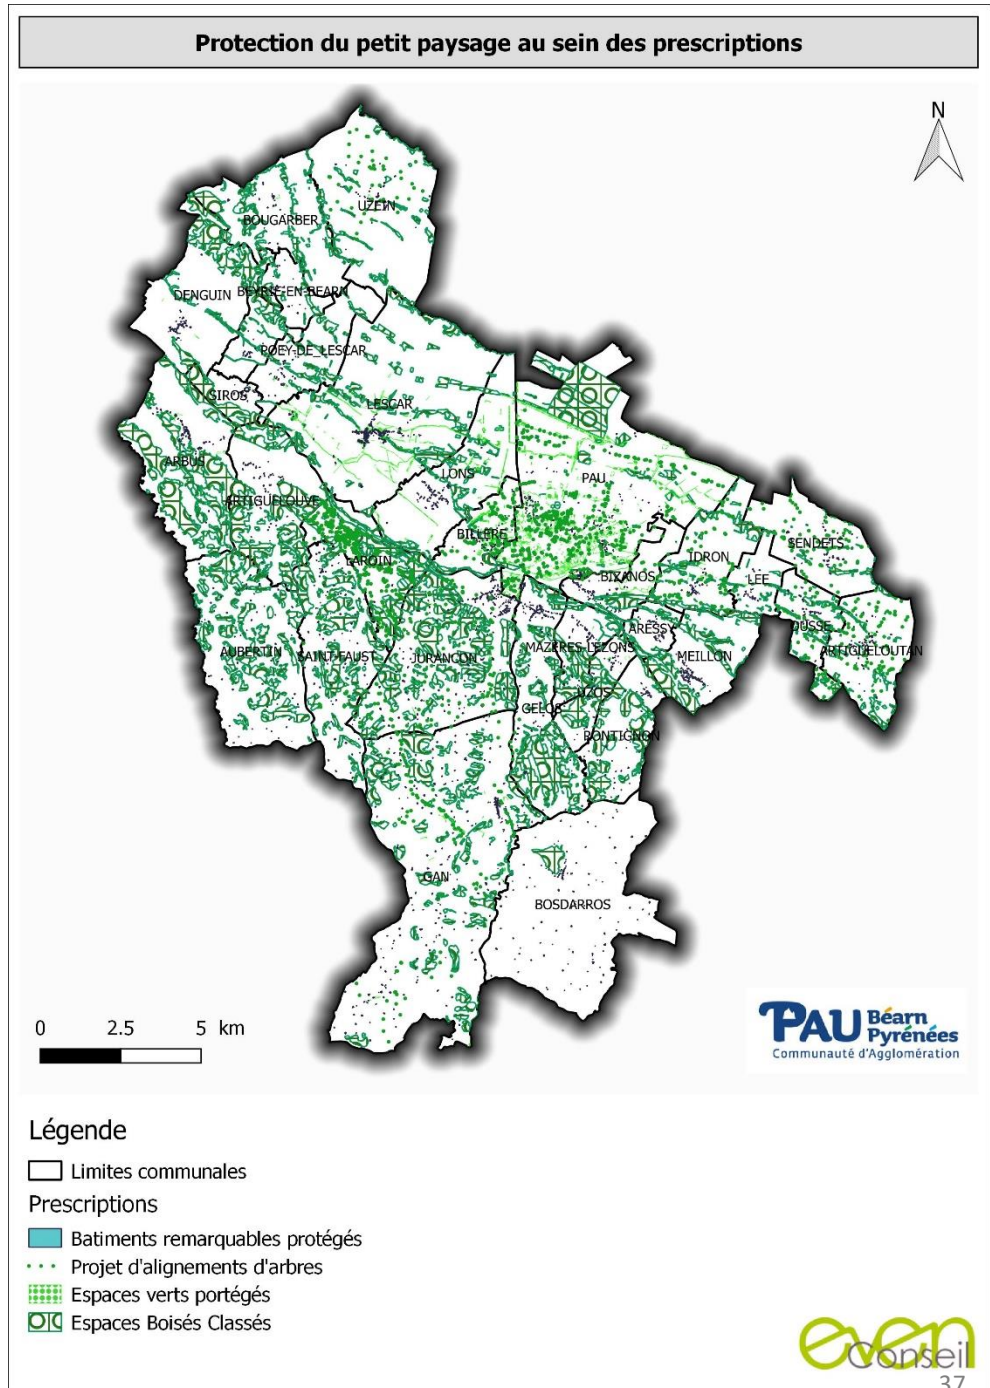 Protection du petit paysage au sein des prescriptions
N
UZEIN
BOUGARBER
DENGUIN
BEYRIE-EN-BEARN
POEY-DE_LESCAR
SIROS
LESCAR
ARBUS
LONS
PAU
ARTIGUELOUVE
BILLERE
SENDETS
IDRON
LAROIN
LEE
BIZANOS
ARESSY
OUSSE
AUBERTIN
SAINT-FAUST
JURANCON
MAZERES-LEZONS
MEILLON
ARTIGUELOUTAN
UZOS
GELOS
RONTIGNON
GAN
BOSDARROS
0 2.5 5 km
PAU Béarn
Pyrénées
Communauté d'Agglomération
Légende
Limites communales
Prescriptions
Batiments remarquables protégés
Projet d'alignements d'arbres
Espaces verts portégés
Espaces Boisés Classés
even
Conseil
37